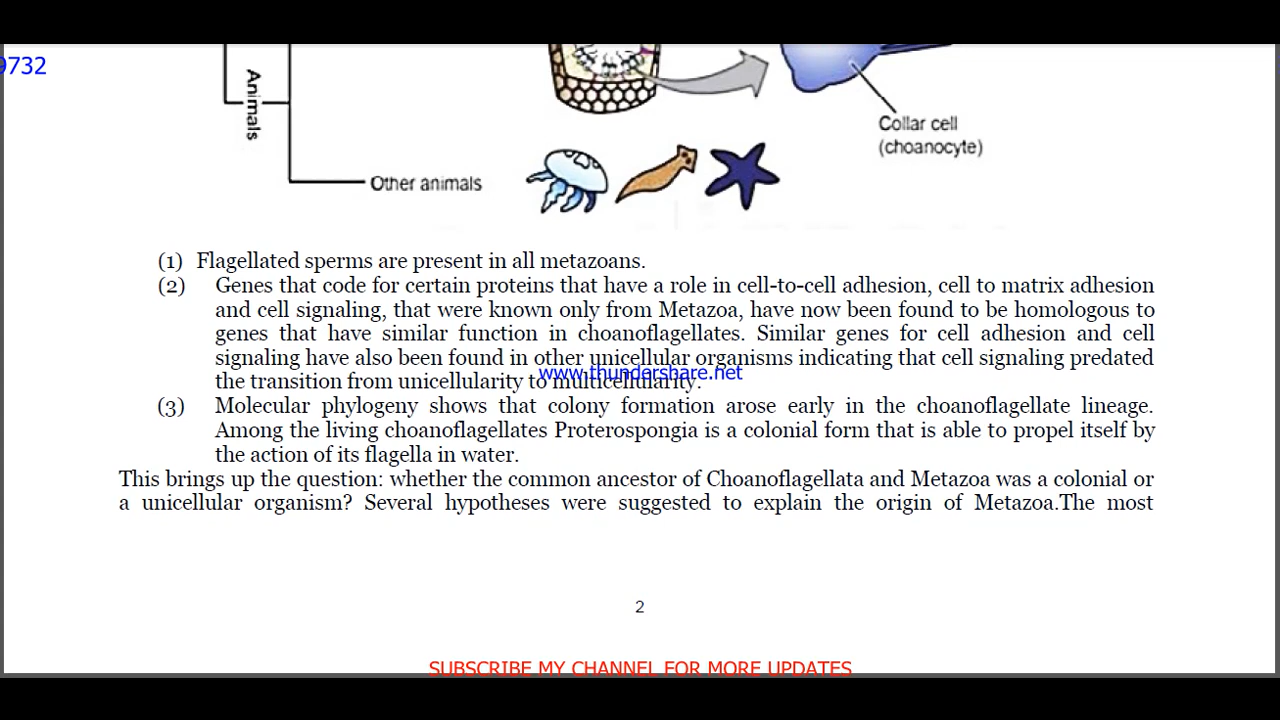 9732
Animals
Collar cell
(choanocyte)
Other animals
(1) Flagellated sperms are present in all metazoans.
(2) Genes that code for certain proteins that have a role in cell-to-cell adhesion, cell to matrix adhesion
and cell signaling, that were known only from Metazoa, have now been found to be homologous to
genes that have similar function in choanoflagellates. Similar genes for cell adhesion and cell
signaling have also been found in other unicellular organisms indicating that cell signaling predated
www.thundershare.net
the transition from unicellularity to multicellularity.
(3) Molecular phylogeny shows that colony formation arose early in the choanoflagellate lineage.
Among the living choanoflagellates Proterospongia is a colonial form that is able to propel itself by
the action of its flagella in water.
This brings up the question: whether the common ancestor of Choanoflagellata and Metazoa was a colonial or
a unicellular organism? Several hypotheses were suggested to explain the origin of Metazoa.The most
2
SUBSCRIBE MY CHANNEL FOR MORE UPDATES